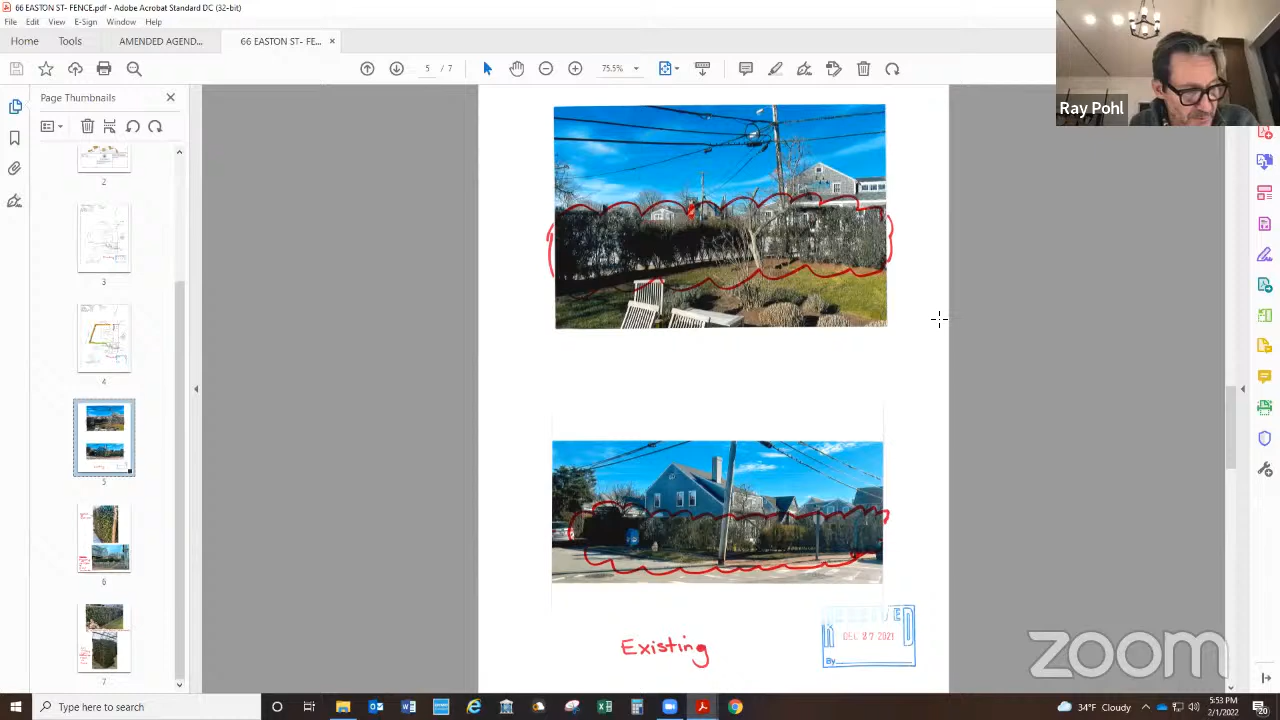 66 EASTON ST- FENCE.pdf - Adobe Acrobat Standard DC (32-bit)
File Edit View E-Sign Window Help
Home Tools AMENDED AGEND... 66 EASTON ST- FE... ×
5 / 7 75.5%
Page Thumbnails
2
3
4
5
6
7
Ray Pohl
Existing
DEC 27 2021
By
zoom
Type here to search
34°F Cloudy
5:53 PM
2/1/2022
20